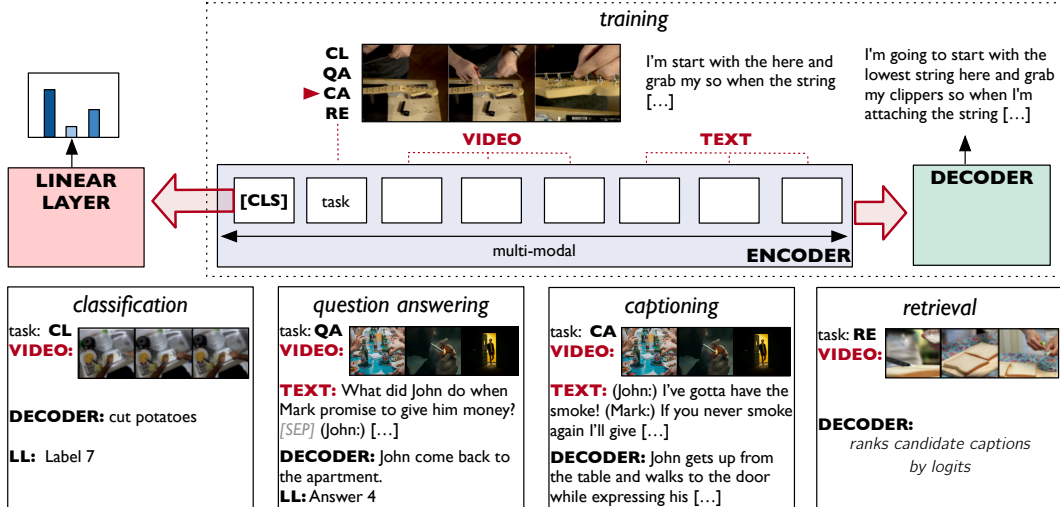 training
CL
QA
CA
RE
I'm start with the here and
grab my so when the string
[...]
I'm going to start with the
lowest string here and grab
my clippers so when I'm
attaching the string [...]
VIDEO
TEXT
LINEAR
LAYER
[CLS]
task
DECODER
multi-modal
ENCODER
classification
task: CL
VIDEO:
DECODER: cut potatoes
LL: Label 7
question answering
task: QA
VIDEO:
TEXT: What did John do when
Mark promise to give him money?
[SEP] (John:) [...]
DECODER: John come back to
the apartment.
LL: Answer 4
captioning
task: CA
VIDEO:
TEXT: (John:) I've gotta have the
smoke! (Mark:) If you never smoke
again I'll give [...]
DECODER: John gets up from
the table and walks to the door
while expressing his [...]
retrieval
task: RE
VIDEO:
DECODER:
ranks candidate captions
by logits